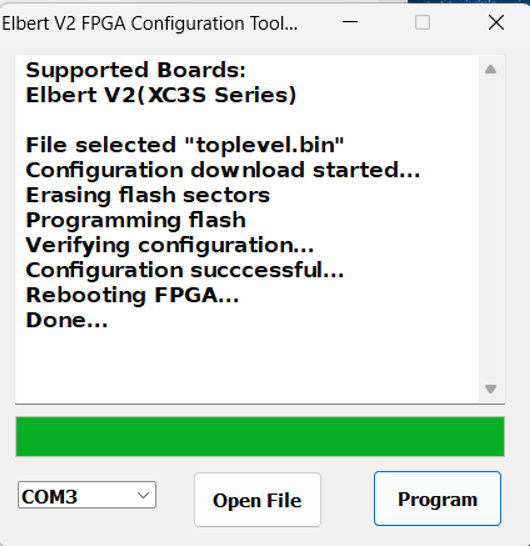 Elbert V2 FPGA Configuration Tool...
Supported Boards:
Elbert V2(XC3S Series)
File selected "toplevel.bin"
Configuration download started...
Erasing flash sectors
Programming flash
Verifying configuration...
Configuration succcessful...
Rebooting FPGA...
Done...
COM3
Open File
Program